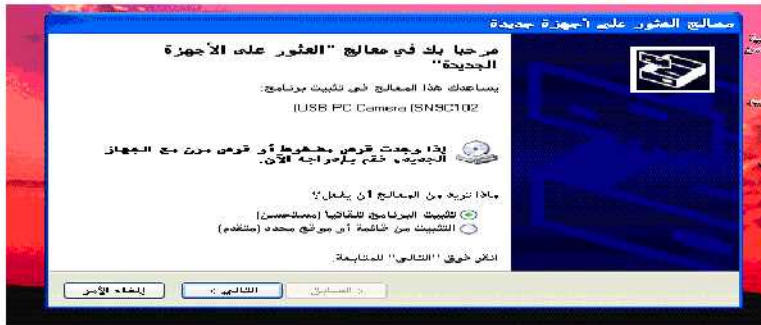 معالج العثور على أجهزة جديدة
مرحبا بك في معالج "العثور على الأجهزة
الجديدة"
يساعدك هذا المعالج في تثبيت برنامج:
(USB PC Camera (SN9C102
إذا وجدت قرص مضغوط أو قرص مرن مع الجهاز
الجديد، فقم بإدراجه الآن.
ماذا تريد من المعالج أن يفعل؟
تثبيت البرنامج تلقائيا (مستحسن)
التثبيت من قائمة أو موقع محدد (متقدم)
انقر فوق "التالي" للمتابعة.
< السابق
التالي >
إلغاء الأمر